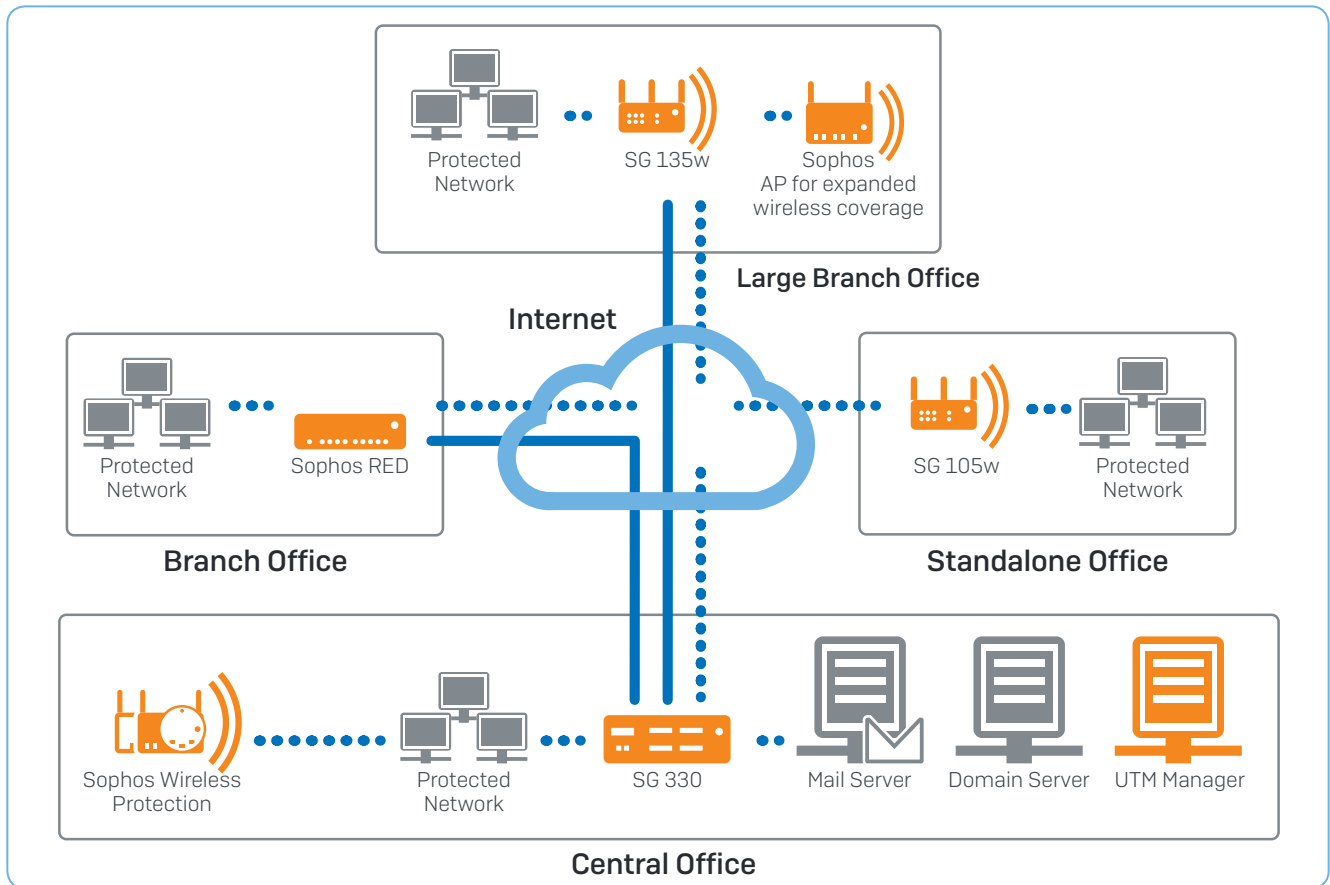 Protected
Network
SG 135w
Sophos
AP for expanded
wireless coverage
Large Branch Office
Internet
Protected
Network
Sophos RED
Branch Office
SG 105w
Protected
Network
Standalone Office
Sophos Wireless
Protection
Protected
Network
SG 330
Mail Server
Domain Server
UTM Manager
Central Office